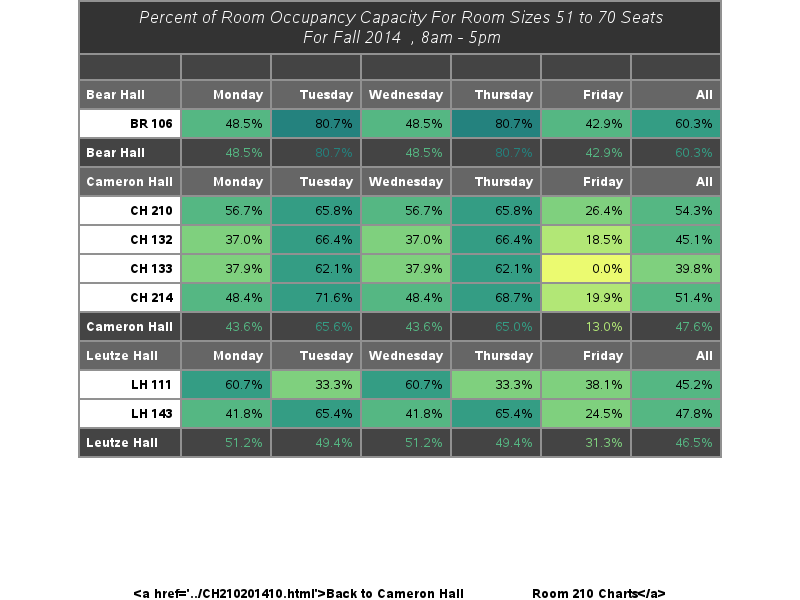 Percent of Room Occupancy Capacity For Room Sizes 51 to 70 Seats
For Fall 2014 , 8am - 5pm
Bear Hall Monday Tuesday Wednesday Thursday Friday All
BR 106 48.5% 80.7% 48.5% 80.7% 42.9% 60.3%
Bear Hall 48.5% 80.7% 48.5% 80.7% 42.9% 60.3%
Cameron Hall Monday Tuesday Wednesday Thursday Friday All
CH 210 56.7% 65.8% 56.7% 65.8% 26.4% 54.3%
CH 132 37.0% 66.4% 37.0% 66.4% 18.5% 45.1%
CH 133 37.9% 62.1% 37.9% 62.1% 0.0% 39.8%
CH 214 48.4% 71.6% 48.4% 68.7% 19.9% 51.4%
Cameron Hall 43.6% 65.6% 43.6% 65.0% 13.0% 47.6%
Leutze Hall Monday Tuesday Wednesday Thursday Friday All
LH 111 60.7% 33.3% 60.7% 33.3% 38.1% 45.2%
LH 143 41.8% 65.4% 41.8% 65.4% 24.5% 47.8%
Leutze Hall 51.2% 49.4% 51.2% 49.4% 31.3% 46.5%
<a href='../CH210201410.html'>Back to Cameron Hall Room 210 Charts</a>